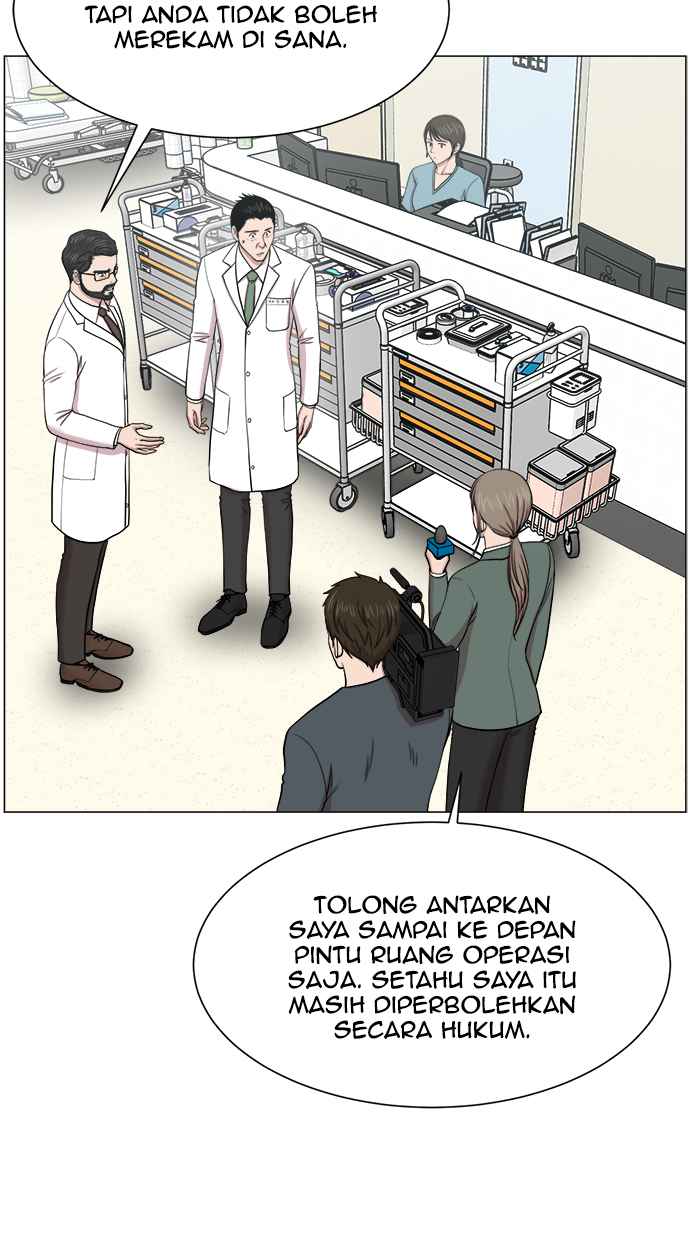 TAPI ANDA TIDAK BOLEH
MEREKAM DI SANA.
TOLONG ANTARKAN
SAYA SAMPAI KE DEPAN
PINTU RUANG OPERASI
SAJA. SETAHU SAYA ITU
MASIH DIPERBOLEHKAN
SECARA HUKUM.